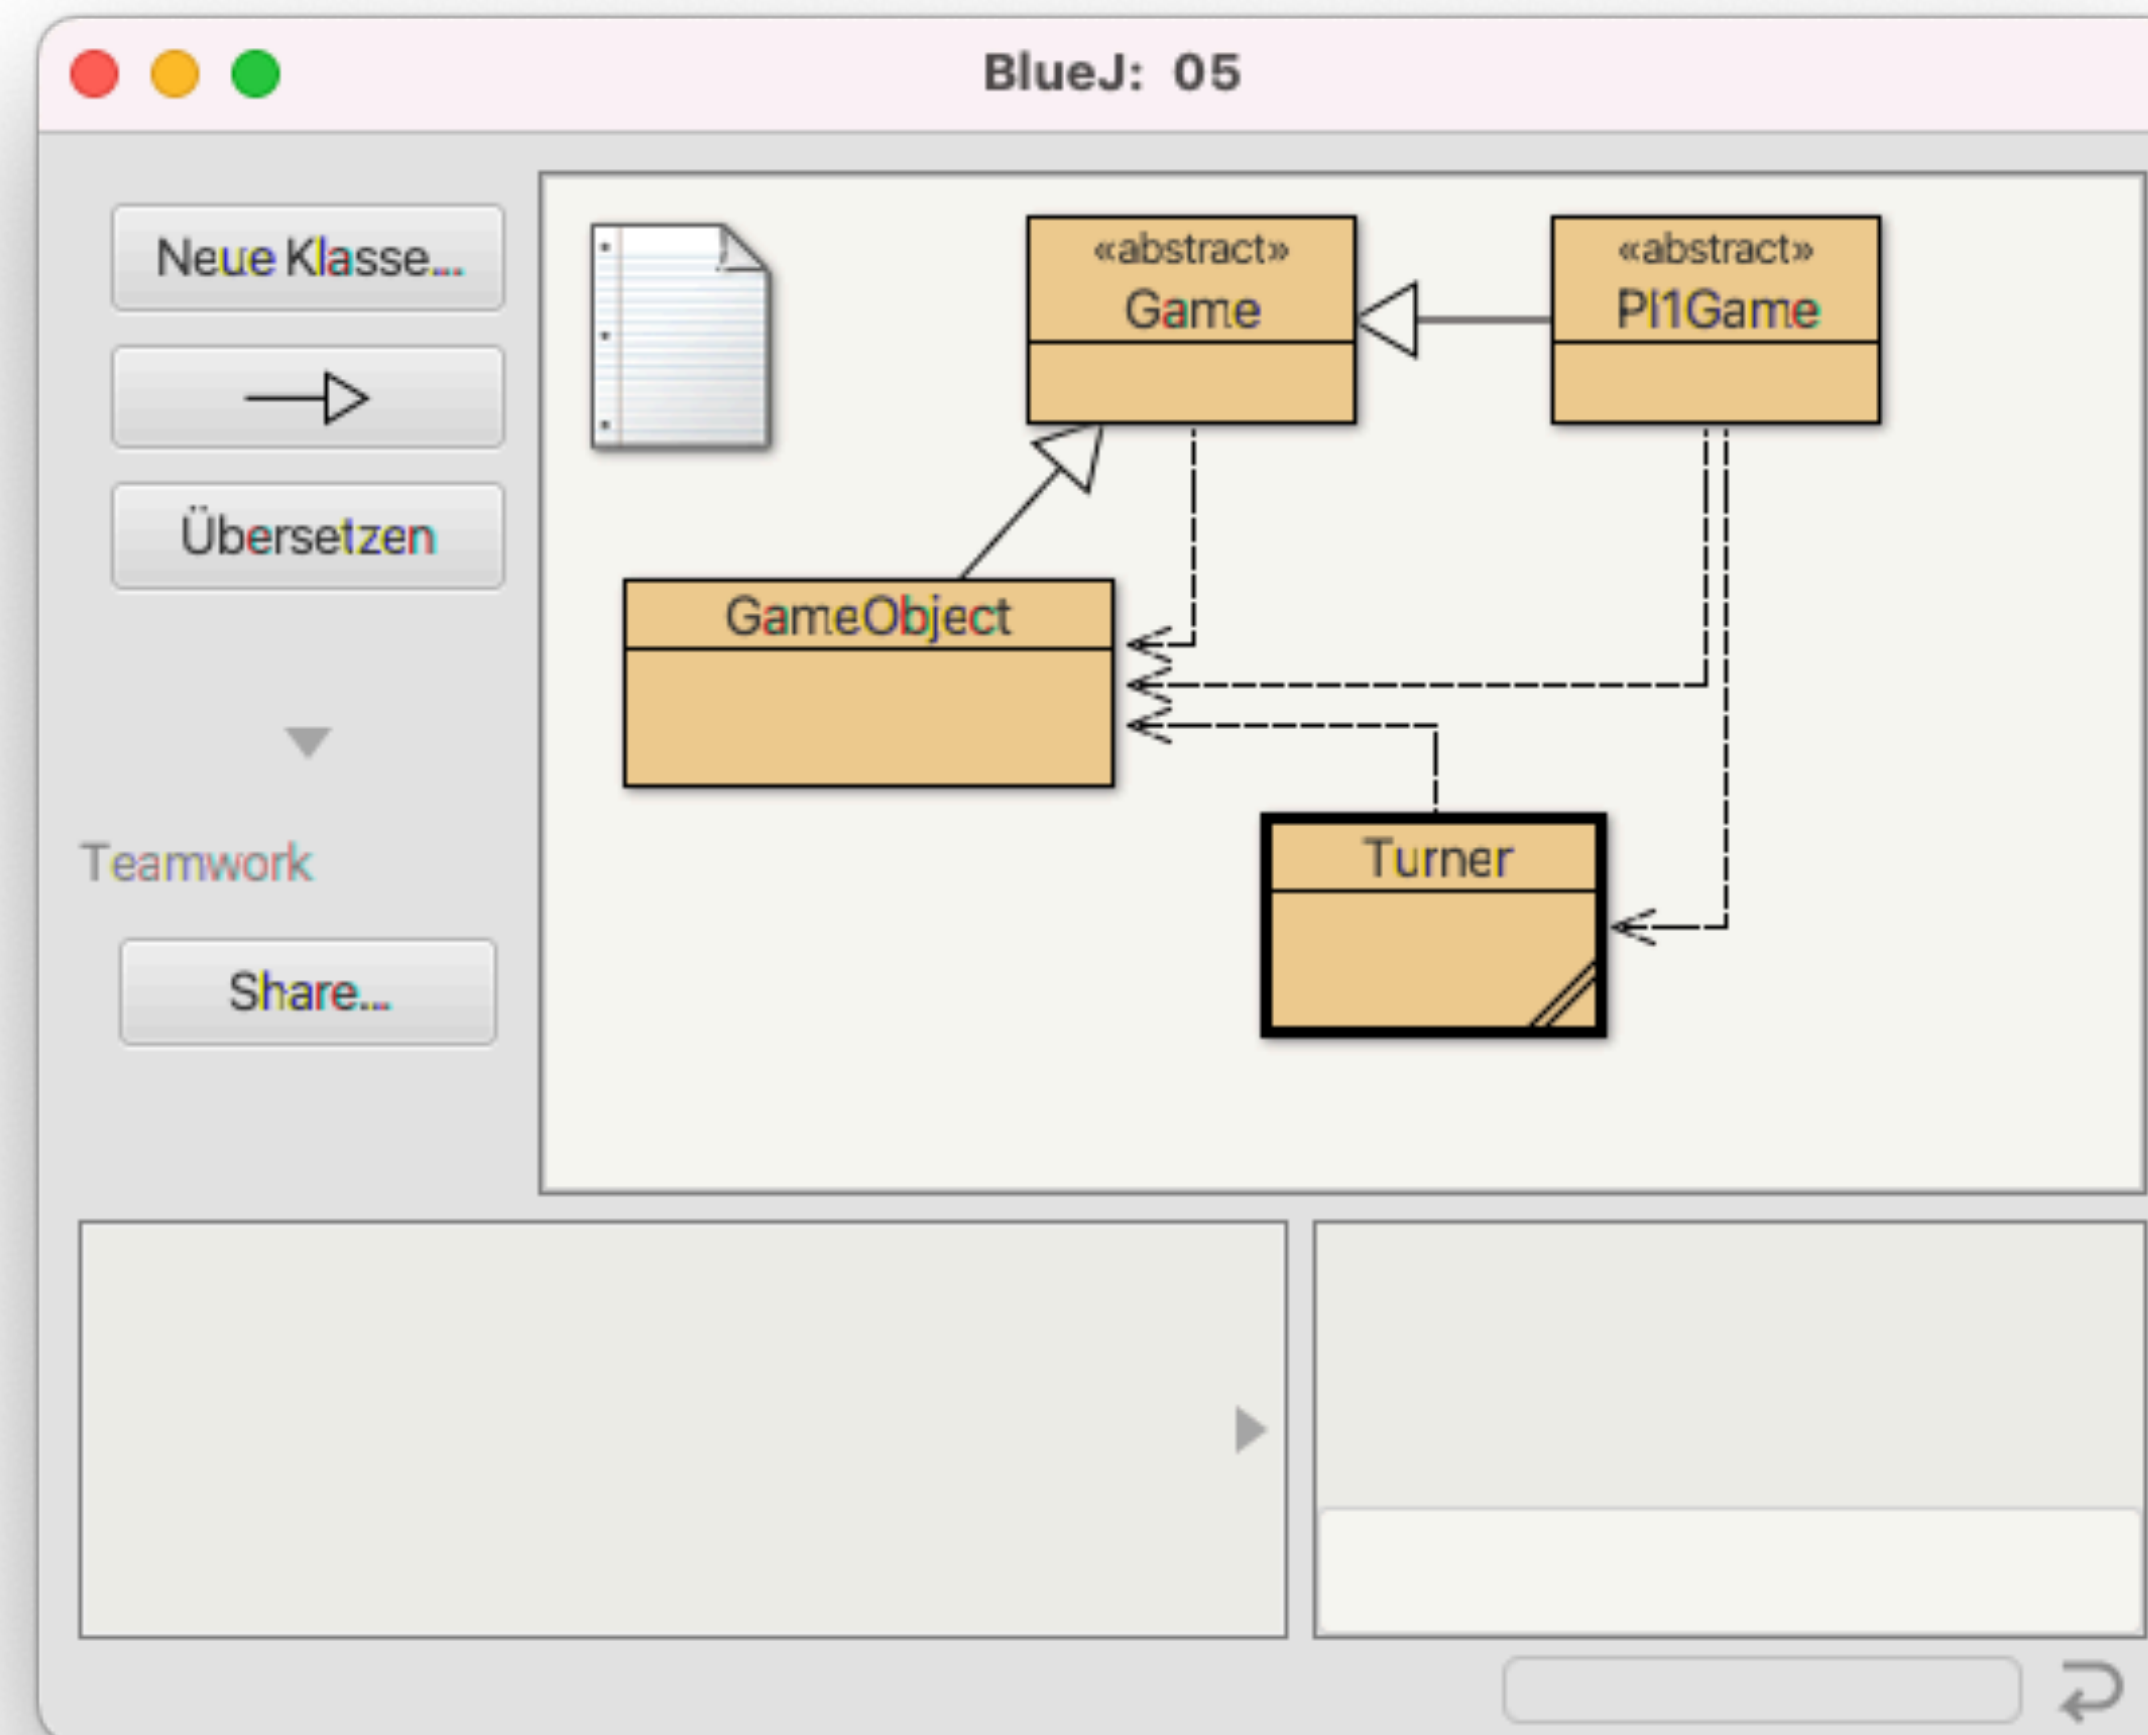 BlueJ: 05
Neue Klasse...
Übersetzen
Teamwork
Share...
«abstract»
Game
«abstract»
PI1Game
GameObject
Turner